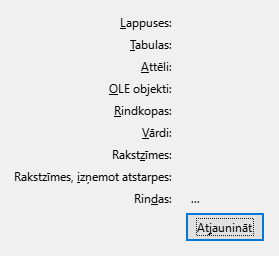 Lappuses:
Tabulas:
Attēli:
OLE objekti:
Rindkopas:
Vārdi:
Rakstzīmes:
Rakstzīmes, izņemot atstarpes:
Rindas: ...
Atjaunināt